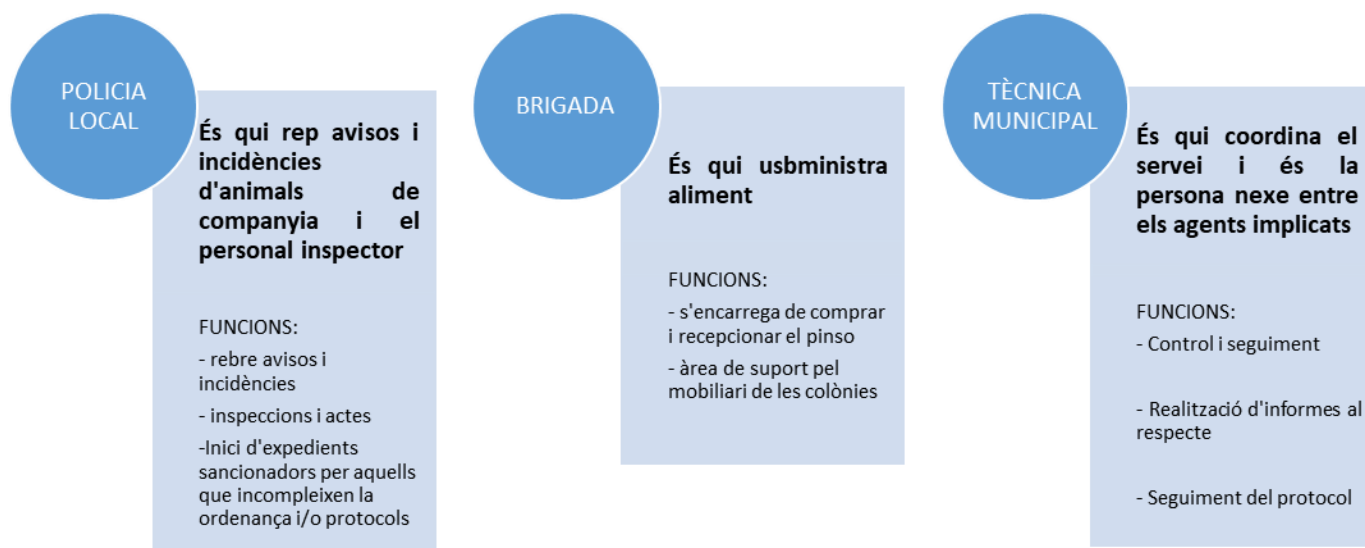 POLICIA
LOCAL
És qui rep avisos i
incidències
d'animals de
companyia i el
personal inspector
FUNCIONS:
- rebre avisos i
incidències
- inspeccions i actes
-Inici d'expedients
sancionadors per aquells
que incompleixen la
ordenança i/o protocols
BRIGADA
És qui usbministra
aliment
FUNCIONS:
- s'encarrega de comprar
i recepcionar el pinso
- àrea de suport pel
mobiliari de les colònies
TÈCNICA
MUNICIPAL
És qui coordina el
servei i és la
persona nexe entre
els agents implicats
FUNCIONS:
- Control i seguiment
- Realització d'informes al
respecte
- Seguiment del protocol